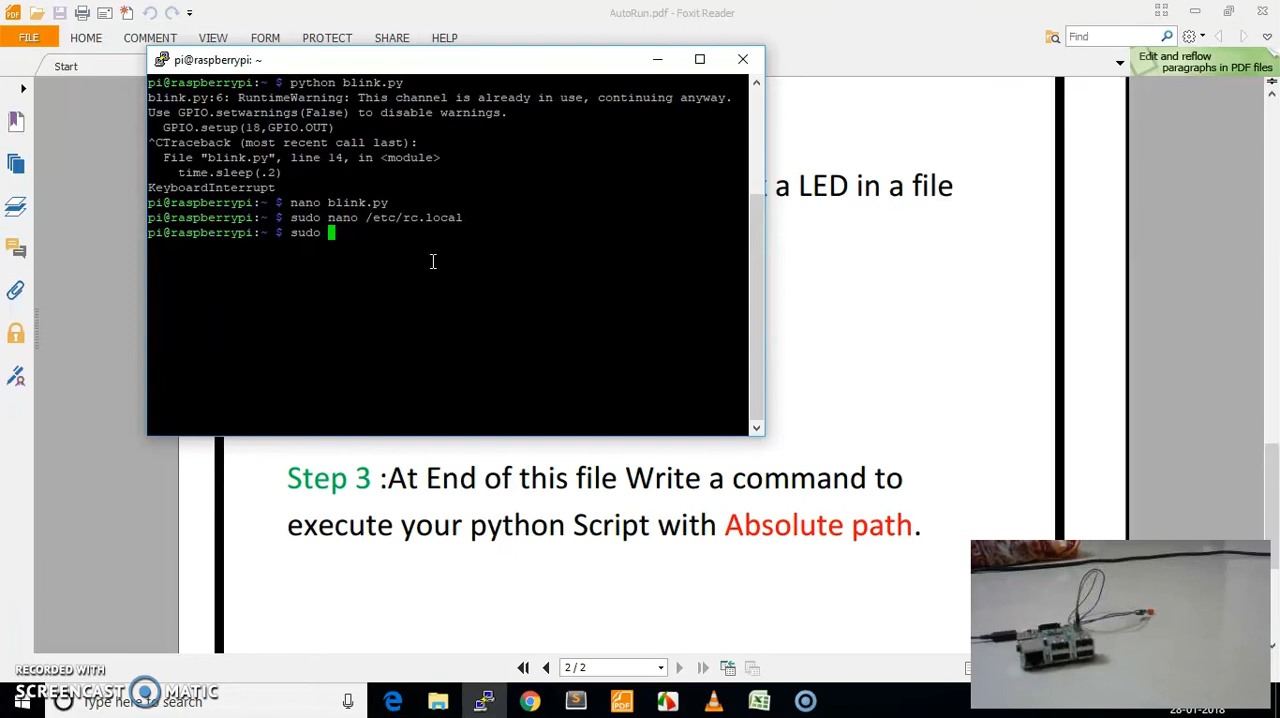 AutoRun.pdf - Foxit Reader
FILE HOME COMMENT VIEW FORM PROTECT SHARE HELP
Find
Edit and reflow
paragraphs in PDF files
Start
pi@raspberrypi: ~
pi@raspberrypi:~ $ python blink.py
blink.py:6: RuntimeWarning: This channel is already in use, continuing anyway.
Use GPIO.setwarnings(False) to disable warnings.
GPIO.setup(18,GPIO.OUT)
^CTraceback (most recent call last):
File "blink.py", line 14, in <module>
time.sleep(.2)
KeyboardInterrupt
pi@raspberrypi:~ $ nano blink.py
pi@raspberrypi:~ $ sudo nano /etc/rc.local
pi@raspberrypi:~ $ sudo
a LED in a file
Step 3 :At End of this file Write a command to
execute your python Script with Absolute path.
2 / 2
RECORDED WITH
SCREENCAST MATIC
Type here to search
28-01-2018